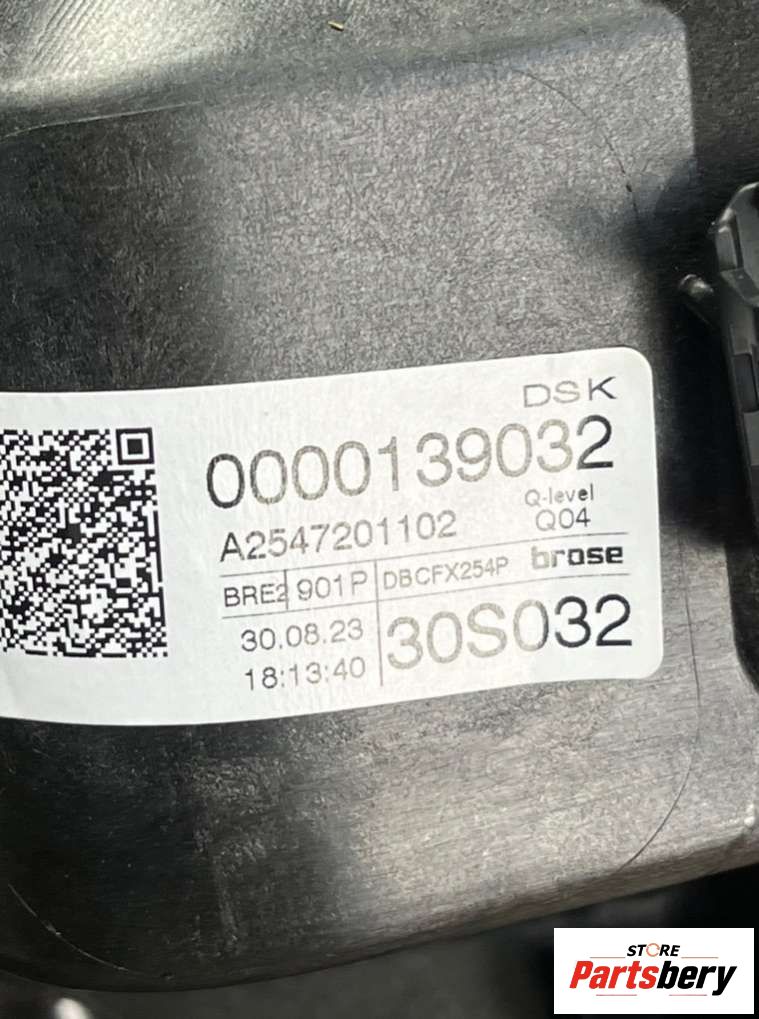 DSK
0000139032
A2547201102
Q-level
Q04
BRE2 901P DBCFX254P brose
30.08.23
18:13:40
30S032
STORE
Partsbery